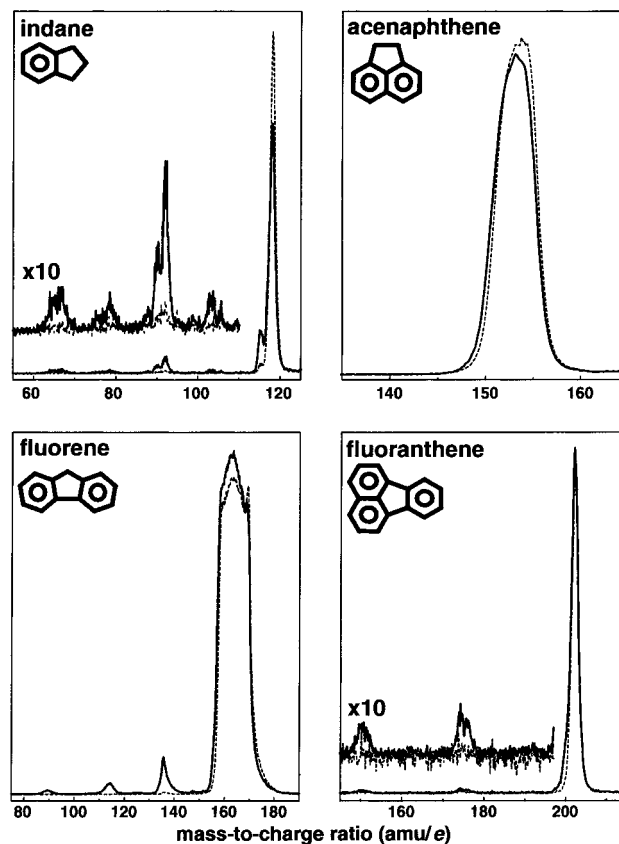 indane
x10
60 80 100 120
acenaphthene
140 150 160
fluorene
80 100 120 140 160 180
fluoranthene
x10
160 180 200
mass-to-charge ratio (amu/e)